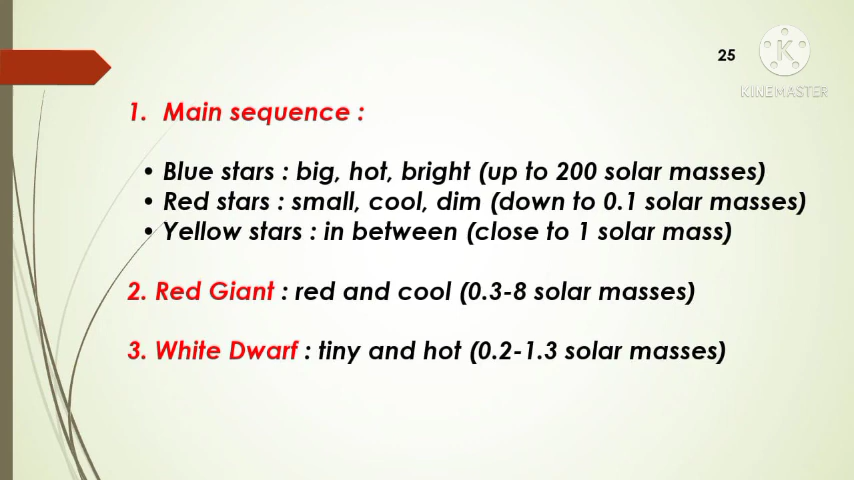 25
KINEMASTER
1. Main sequence :
• Blue stars : big, hot, bright (up to 200 solar masses)
• Red stars : small, cool, dim (down to 0.1 solar masses)
• Yellow stars : in between (close to 1 solar mass)
2. Red Giant : red and cool (0.3-8 solar masses)
3. White Dwarf : tiny and hot (0.2-1.3 solar masses)